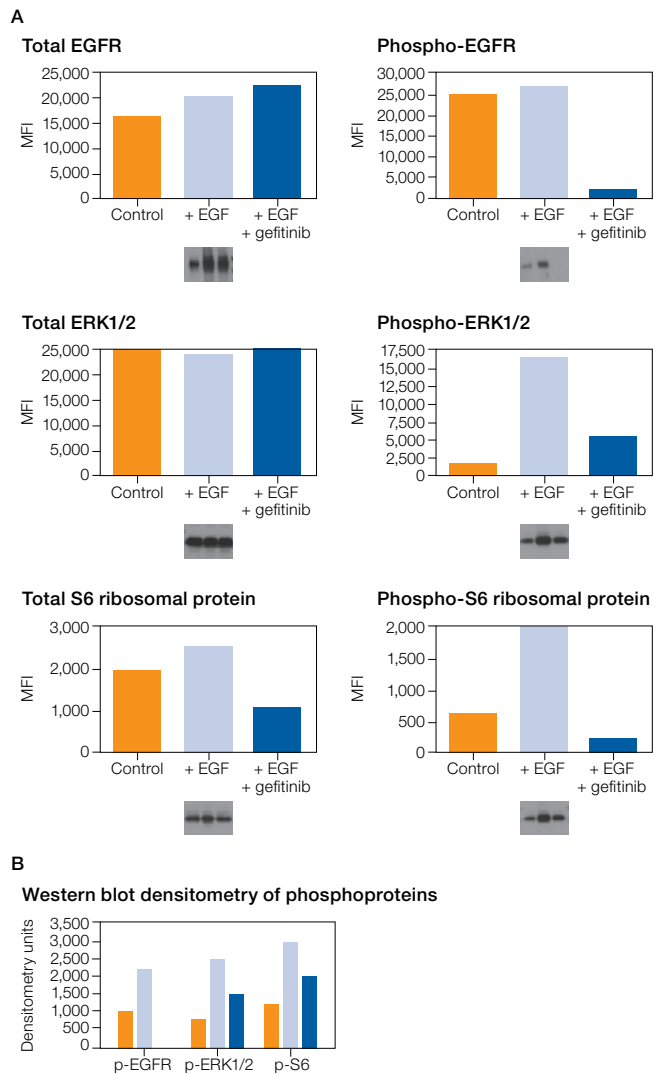 A
Total EGFR
25,000
20,000
15,000
10,000
5,000
0
MFI
Control
+ EGF
+ EGF
+ gefitinib
Phospho-EGFR
30,000
25,000
20,000
15,000
10,000
5,000
0
MFI
Control
+ EGF
+ EGF
+ gefitinib
Total ERK1/2
25,000
20,000
15,000
10,000
5,000
0
MFI
Control
+ EGF
+ EGF
+ gefitinib
Phospho-ERK1/2
17,500
15,000
12,500
10,000
7,500
5,000
2,500
0
MFI
Control
+ EGF
+ EGF
+ gefitinib
Total S6 ribosomal protein
3,000
2,000
1,000
0
MFI
Control
+ EGF
+ EGF
+ gefitinib
Phospho-S6 ribosomal protein
2,000
1,500
1,000
500
0
MFI
Control
+ EGF
+ EGF
+ gefitinib
B
Western blot densitometry of phosphoproteins
3,500
3,000
2,500
2,000
1,500
1,000
500
0
Densitometry units
p-EGFR
p-ERK1/2
p-S6